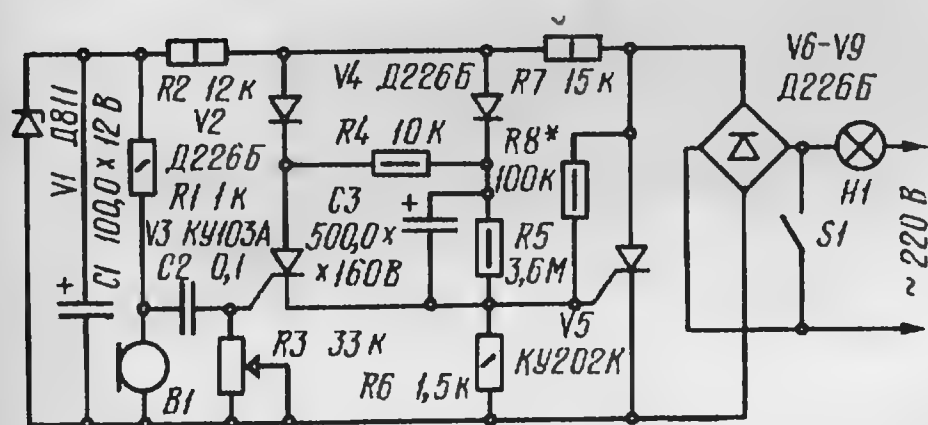 V1 Д811
C1 100,0 × 12 В
+
R2 12 к
V2
Д226Б
R1 1 к
V3 КУ103А
C2 0,1
B1
R3 33 к
V4 Д226Б
R4 10 к
C3
500,0 ×
× 160 В
+
R5
3,6 М
R6 1,5 к
R7 15 к
R8*
100к
V5
КУ202К
V6-V9
Д226Б
H1
S1
~ 220 В